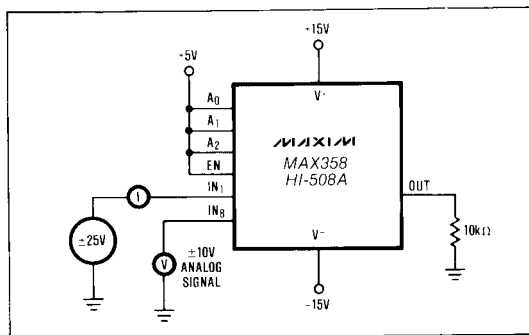 +15V
+5V
V+
A0
A1
A2
EN
IN1
IN8
MAXIM
MAX358
HI-508A
OUT
I
±25V
V
±10V
ANALOG
SIGNAL
V−
10kΩ
−15V